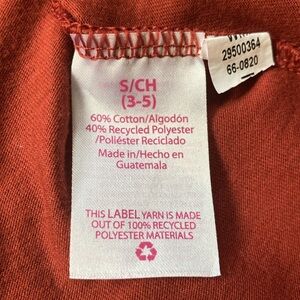 29500364
66-0820
S/CH
(3-5)
60% Cotton/Algodón
40% Recycled Polyester
/Poliéster Reciclado
Made in/Hecho en
Guatemala
THIS LABEL YARN IS MADE
OUT OF 100% RECYCLED
POLYESTER MATERIALS